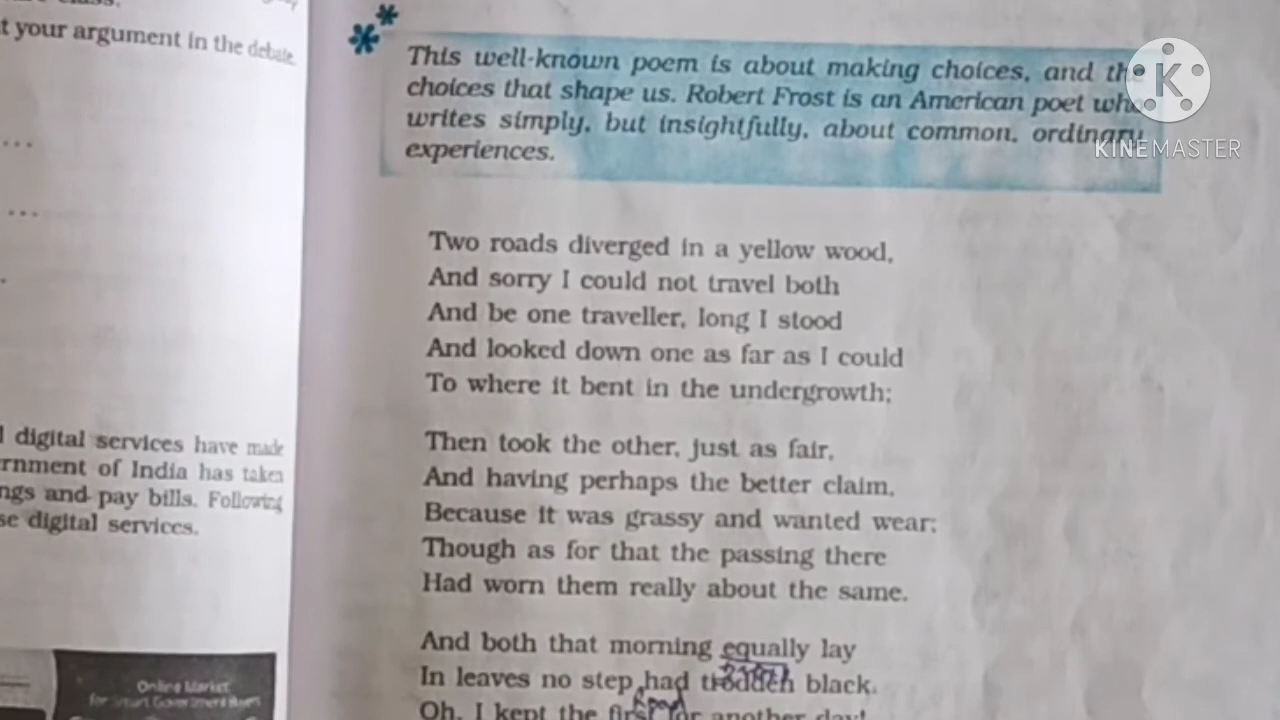 t your argument in the debate.
...
...
l digital services have made
rnment of India has taken
ngs and pay bills. Following
se digital services.
Online Market
for Smart Government Buyers
This well-known poem is about making choices, and the
choices that shape us. Robert Frost is an American poet who
writes simply, but insightfully, about common, ordinary
experiences.
K
KINEMASTER
Two roads diverged in a yellow wood,
And sorry I could not travel both
And be one traveller, long I stood
And looked down one as far as I could
To where it bent in the undergrowth;
Then took the other, just as fair,
And having perhaps the better claim,
Because it was grassy and wanted wear;
Though as for that the passing there
Had worn them really about the same,
And both that morning equally lay
In leaves no step had trodden black.
road
Oh, I kept the first for another day!